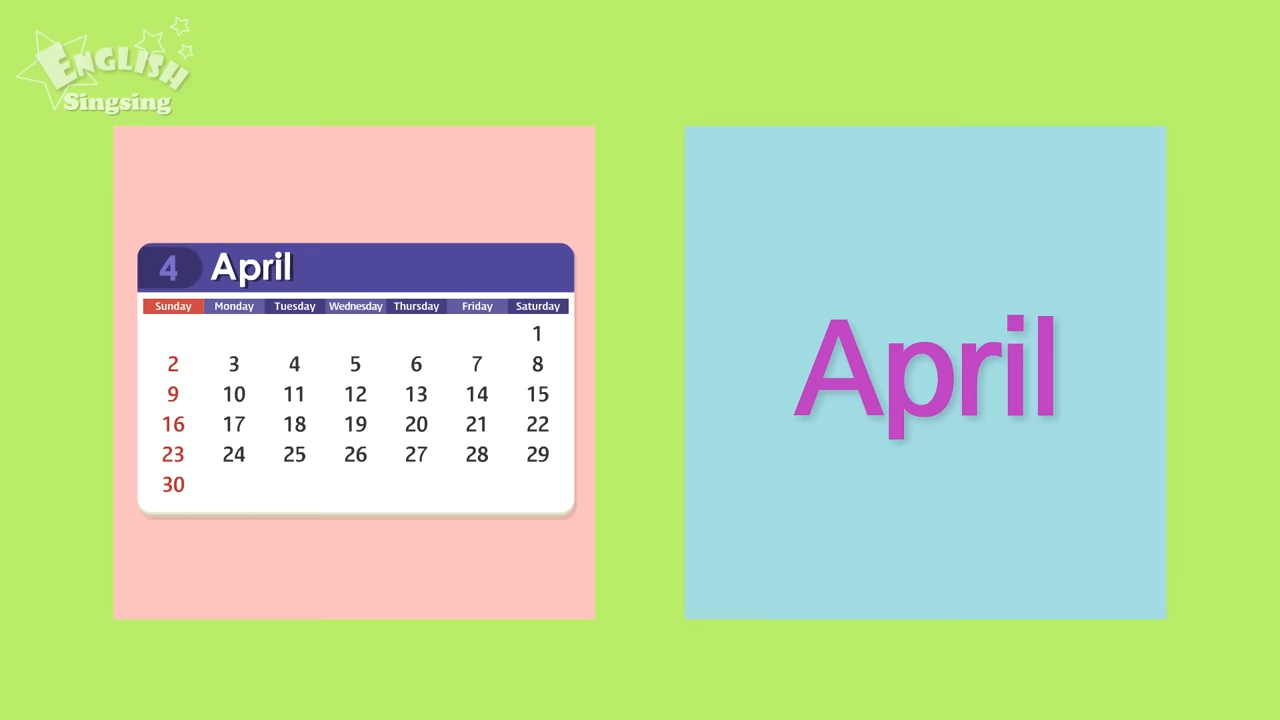 ENGLISH
Singsing
4 April
Sunday Monday Tuesday Wednesday Thursday Friday Saturday
1
2 3 4 5 6 7 8
9 10 11 12 13 14 15
16 17 18 19 20 21 22
23 24 25 26 27 28 29
30
April